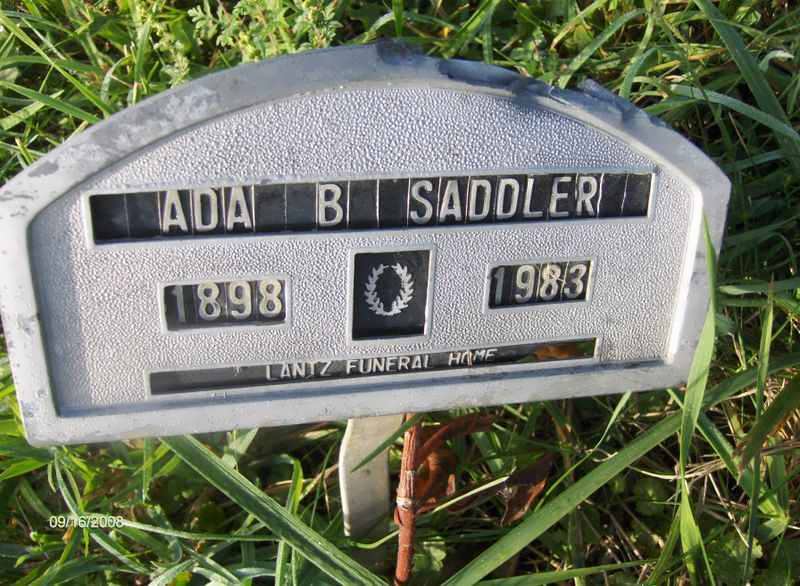 ADA B SADDLER
1898 1983
LANTZ FUNERAL HOME
09/16/2008